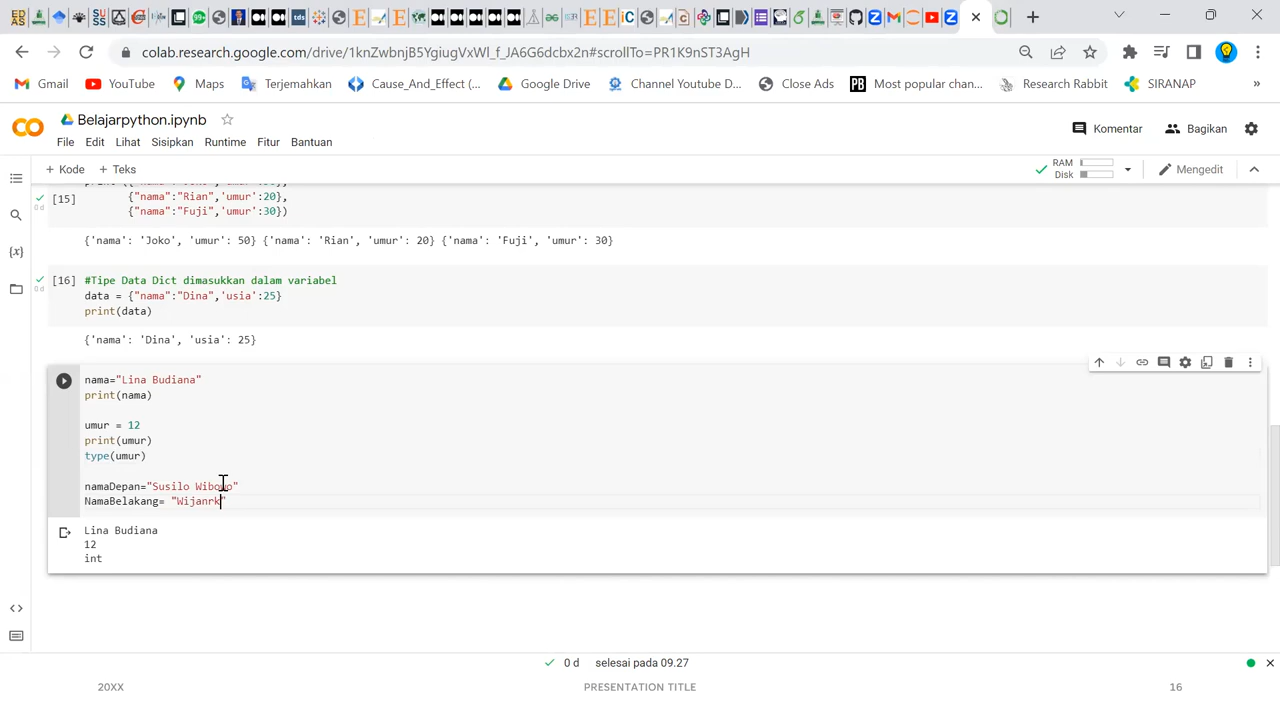 colab.research.google.com/drive/1knZwbnjB5YgiugVxWl_f_JA6G6dcbx2n#scrollTo=PR1K9nST3AgH
Gmail YouTube Maps Terjemahkan Cause_And_Effect (... Google Drive Channel Youtube D... Close Ads Most popular chan... Research Rabbit SIRANAP »
Belajarpython.ipynb
Komentar Bagikan
File Edit Lihat Sisipkan Runtime Fitur Bantuan
+ Kode + Teks
RAM
Disk
Mengedit
[15] {"nama":"Rian",'umur':20},
{"nama":"Fuji",'umur':30})
{'nama': 'Joko', 'umur': 50} {'nama': 'Rian', 'umur': 20} {'nama': 'Fuji', 'umur': 30}
[16] #Tipe Data Dict dimasukkan dalam variabel
data = {"nama":"Dina",'usia':25}
print(data)
{'nama': 'Dina', 'usia': 25}
nama="Lina Budiana"
print(nama)
umur = 12
print(umur)
type(umur)
namaDepan="Susilo Wibowo"
NamaBelakang= "Wijanrk"
Lina Budiana
12
int
0 d selesai pada 09.27
20XX PRESENTATION TITLE 16